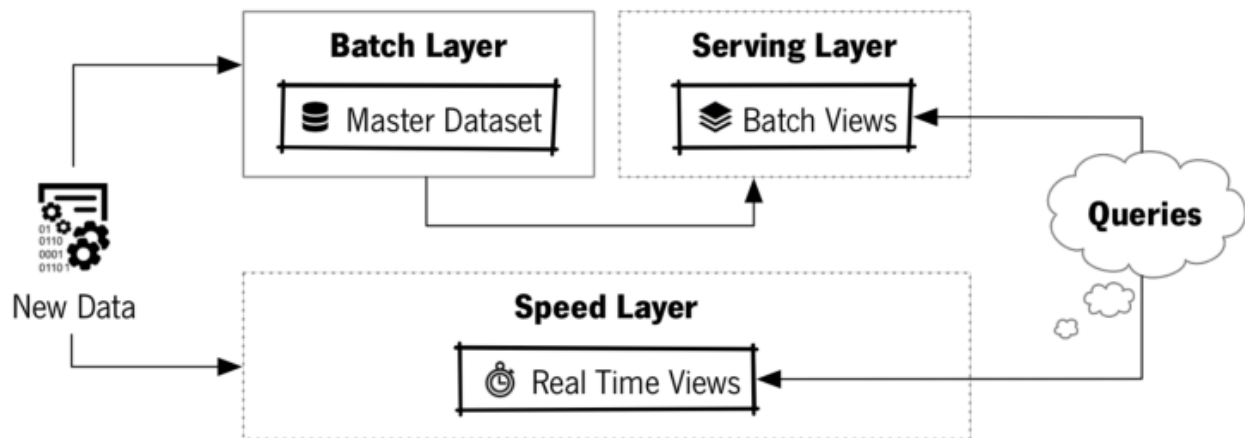 Batch Layer
Master Dataset
Serving Layer
Batch Views
Queries
01
0110
0001
01101
New Data
Speed Layer
Real Time Views